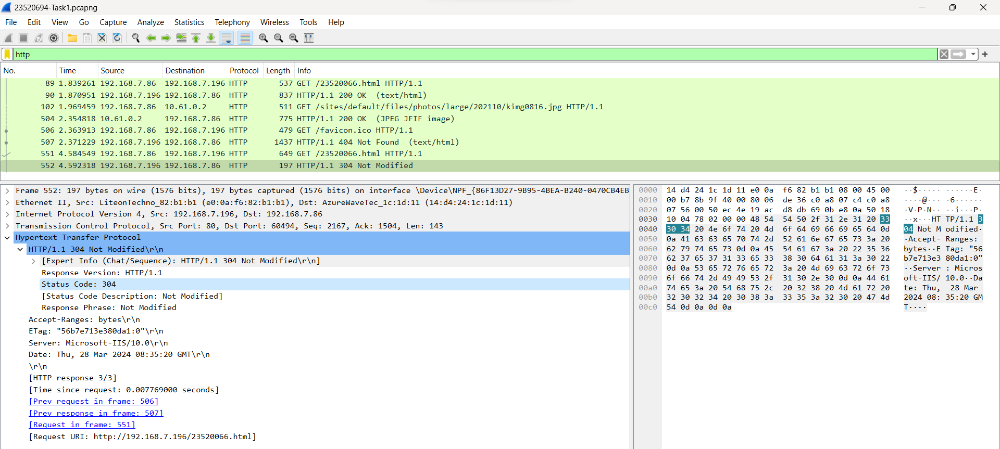 23520694-Task1.pcapng
File Edit View Go Capture Analyze Statistics Telephony Wireless Tools Help
http
No. Time Source Destination Protocol Length Info
89 1.839261 192.168.7.86 192.168.7.196 HTTP 537 GET /23520066.html HTTP/1.1
90 1.870951 192.168.7.196 192.168.7.86 HTTP 837 HTTP/1.1 200 OK (text/html)
102 1.969459 192.168.7.86 10.61.0.2 HTTP 511 GET /sites/default/files/photos/large/202110/kimg0816.jpg HTTP/1.1
504 2.354818 10.61.0.2 192.168.7.86 HTTP 775 HTTP/1.1 200 OK (JPEG JFIF image)
506 2.363913 192.168.7.86 192.168.7.196 HTTP 479 GET /favicon.ico HTTP/1.1
507 2.371229 192.168.7.196 192.168.7.86 HTTP 1437 HTTP/1.1 404 Not Found (text/html)
551 4.584549 192.168.7.86 192.168.7.196 HTTP 649 GET /23520066.html HTTP/1.1
552 4.592318 192.168.7.196 192.168.7.86 HTTP 197 HTTP/1.1 304 Not Modified
Frame 552: 197 bytes on wire (1576 bits), 197 bytes captured (1576 bits) on interface \Device\NPF_{86F13D27-9B95-4BEA-B240-0470CB4EB
Ethernet II, Src: LiteonTechno_82:b1:b1 (e0:0a:f6:82:b1:b1), Dst: AzureWaveTec_1c:1d:11 (14:d4:24:1c:1d:11)
Internet Protocol Version 4, Src: 192.168.7.196, Dst: 192.168.7.86
Transmission Control Protocol, Src Port: 80, Dst Port: 60494, Seq: 2167, Ack: 1504, Len: 143
Hypertext Transfer Protocol
HTTP/1.1 304 Not Modified\r\n
[Expert Info (Chat/Sequence): HTTP/1.1 304 Not Modified\r\n]
Response Version: HTTP/1.1
Status Code: 304
[Status Code Description: Not Modified]
Response Phrase: Not Modified
Accept-Ranges: bytes\r\n
ETag: "56b7e713e380da1:0"\r\n
Server: Microsoft-IIS/10.0\r\n
Date: Thu, 28 Mar 2024 08:35:20 GMT\r\n
\r\n
[HTTP response 3/3]
[Time since request: 0.007769000 seconds]
[Prev request in frame: 506]
[Prev response in frame: 507]
[Request in frame: 551]
[Request URI: http://192.168.7.196/23520066.html]
0000 14 d4 24 1c 1d 11 e0 0a f6 82 b1 b1 08 00 45 00 ··$····· ······E·
0010 00 b7 8b 9f 40 00 80 06 de 36 c0 a8 07 c4 c0 a8 ····@··· ·6······
0020 07 56 00 50 ec 4e 19 ac d8 db 69 0b e8 0a 50 18 ·V·P·N·· ··i···P·
0030 10 04 78 02 00 00 48 54 54 50 2f 31 2e 31 20 33 ··x···HT TP/1.1 3
0040 30 34 20 4e 6f 74 20 4d 6f 64 69 66 69 65 64 0d 04 Not M odified·
0050 0a 41 63 63 65 70 74 2d 52 61 6e 67 65 73 3a 20 ·Accept- Ranges:
0060 62 79 74 65 73 0d 0a 45 54 61 67 3a 20 22 35 36 bytes··E Tag: "56
0070 62 37 65 37 31 33 65 33 38 30 64 61 31 3a 30 22 b7e713e3 80da1:0"
0080 0d 0a 53 65 72 76 65 72 3a 20 4d 69 63 72 6f 73 ··Server : Micros
0090 6f 66 74 2d 49 49 53 2f 31 30 2e 30 0d 0a 44 61 oft-IIS/ 10.0··Da
00a0 74 65 3a 20 54 68 75 2c 20 32 38 20 4d 61 72 20 te: Thu, 28 Mar
00b0 32 30 32 34 20 30 38 3a 33 35 3a 32 30 20 47 4d 2024 08: 35:20 GM
00c0 54 0d 0a 0d 0a T····